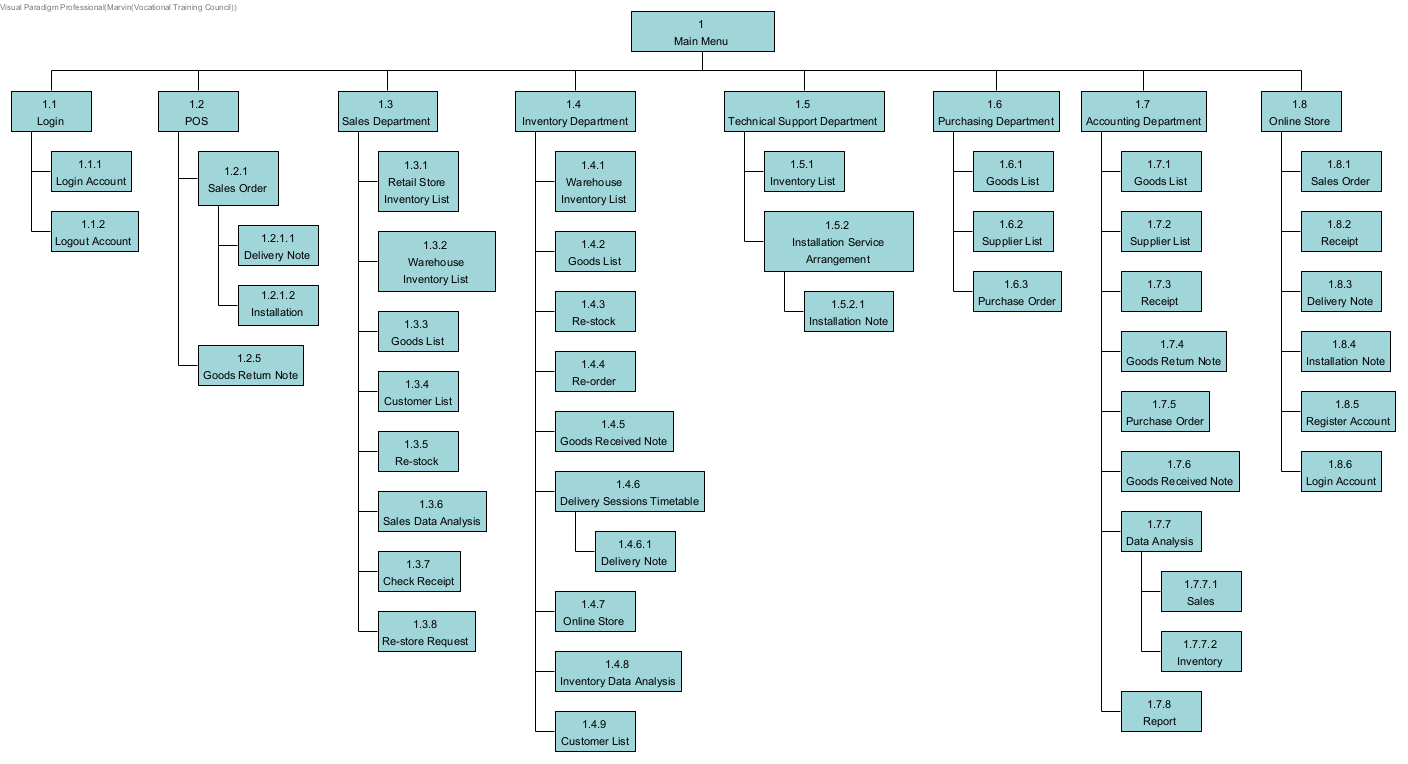 Visual Paradigm Professional(Marvin(Vocational Training Council))
1
Main Menu
1.1
Login
1.1.1
Login Account
1.1.2
Logout Account
1.2
POS
1.2.1
Sales Order
1.2.1.1
Delivery Note
1.2.1.2
Installation
1.2.5
Goods Return Note
1.3
Sales Department
1.3.1
Retail Store
Inventory List
1.3.2
Warehouse
Inventory List
1.3.3
Goods List
1.3.4
Customer List
1.3.5
Re-stock
1.3.6
Sales Data Analysis
1.3.7
Check Receipt
1.3.8
Re-store Request
1.4
Inventory Department
1.4.1
Warehouse
Inventory List
1.4.2
Goods List
1.4.3
Re-stock
1.4.4
Re-order
1.4.5
Goods Received Note
1.4.6
Delivery Sessions Timetable
1.4.6.1
Delivery Note
1.4.7
Online Store
1.4.8
Inventory Data Analysis
1.4.9
Customer List
1.5
Technical Support Department
1.5.1
Inventory List
1.5.2
Installation Service
Arrangement
1.5.2.1
Installation Note
1.6
Purchasing Department
1.6.1
Goods List
1.6.2
Supplier List
1.6.3
Purchase Order
1.7
Accounting Department
1.7.1
Goods List
1.7.2
Supplier List
1.7.3
Receipt
1.7.4
Goods Return Note
1.7.5
Purchase Order
1.7.6
Goods Received Note
1.7.7
Data Analysis
1.7.7.1
Sales
1.7.7.2
Inventory
1.7.8
Report
1.8
Online Store
1.8.1
Sales Order
1.8.2
Receipt
1.8.3
Delivery Note
1.8.4
Installation Note
1.8.5
Register Account
1.8.6
Login Account